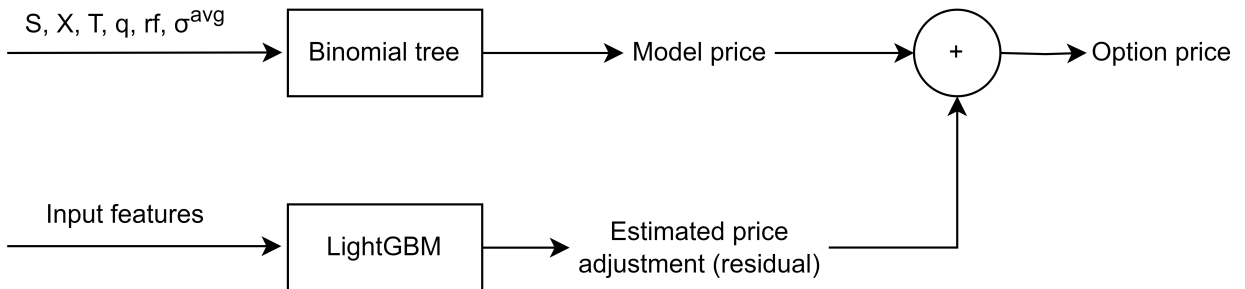 S, X, T, q, rf, σ^avg
Binomial tree
Model price
+
Option price
Input features
LightGBM
Estimated price
adjustment (residual)